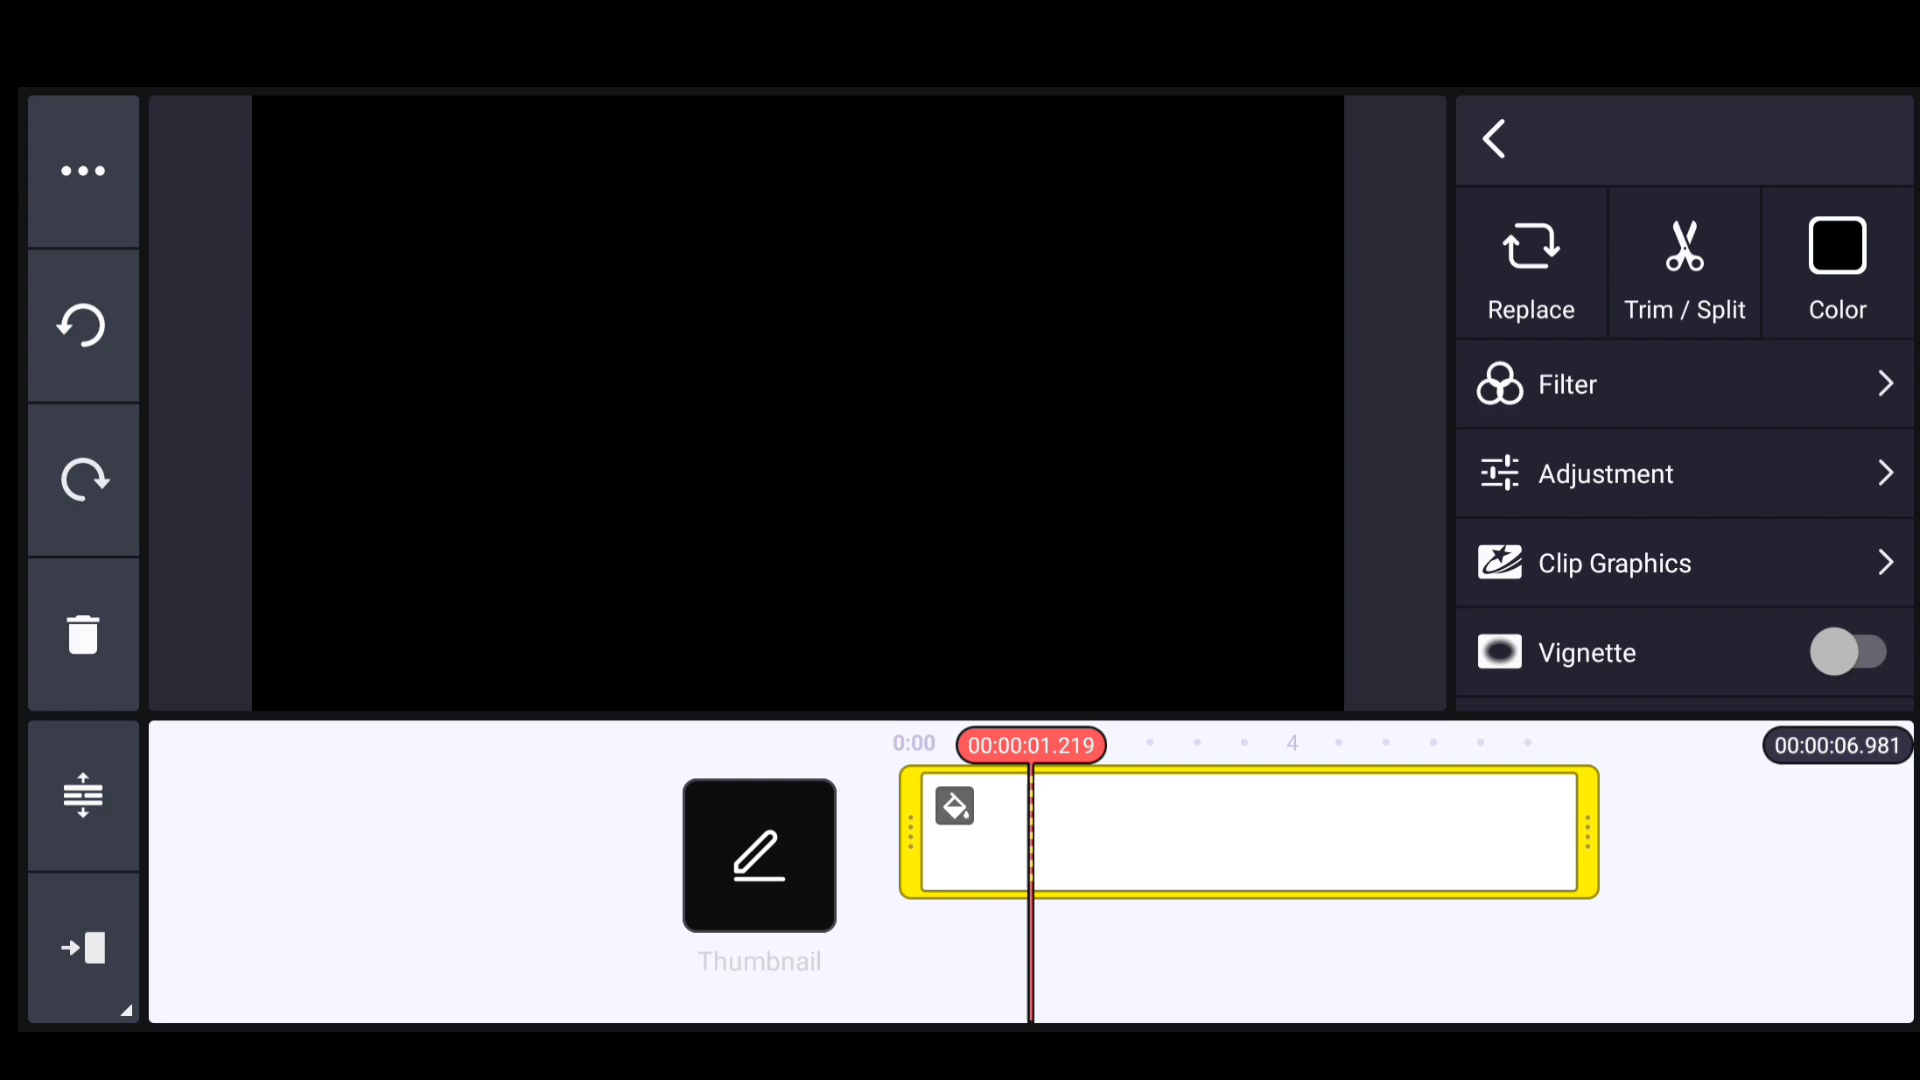 Replace
Trim / Split
Color
Filter
Adjustment
Clip Graphics
Vignette
0:00
00:00:01.219
4
00:00:06.981
Thumbnail